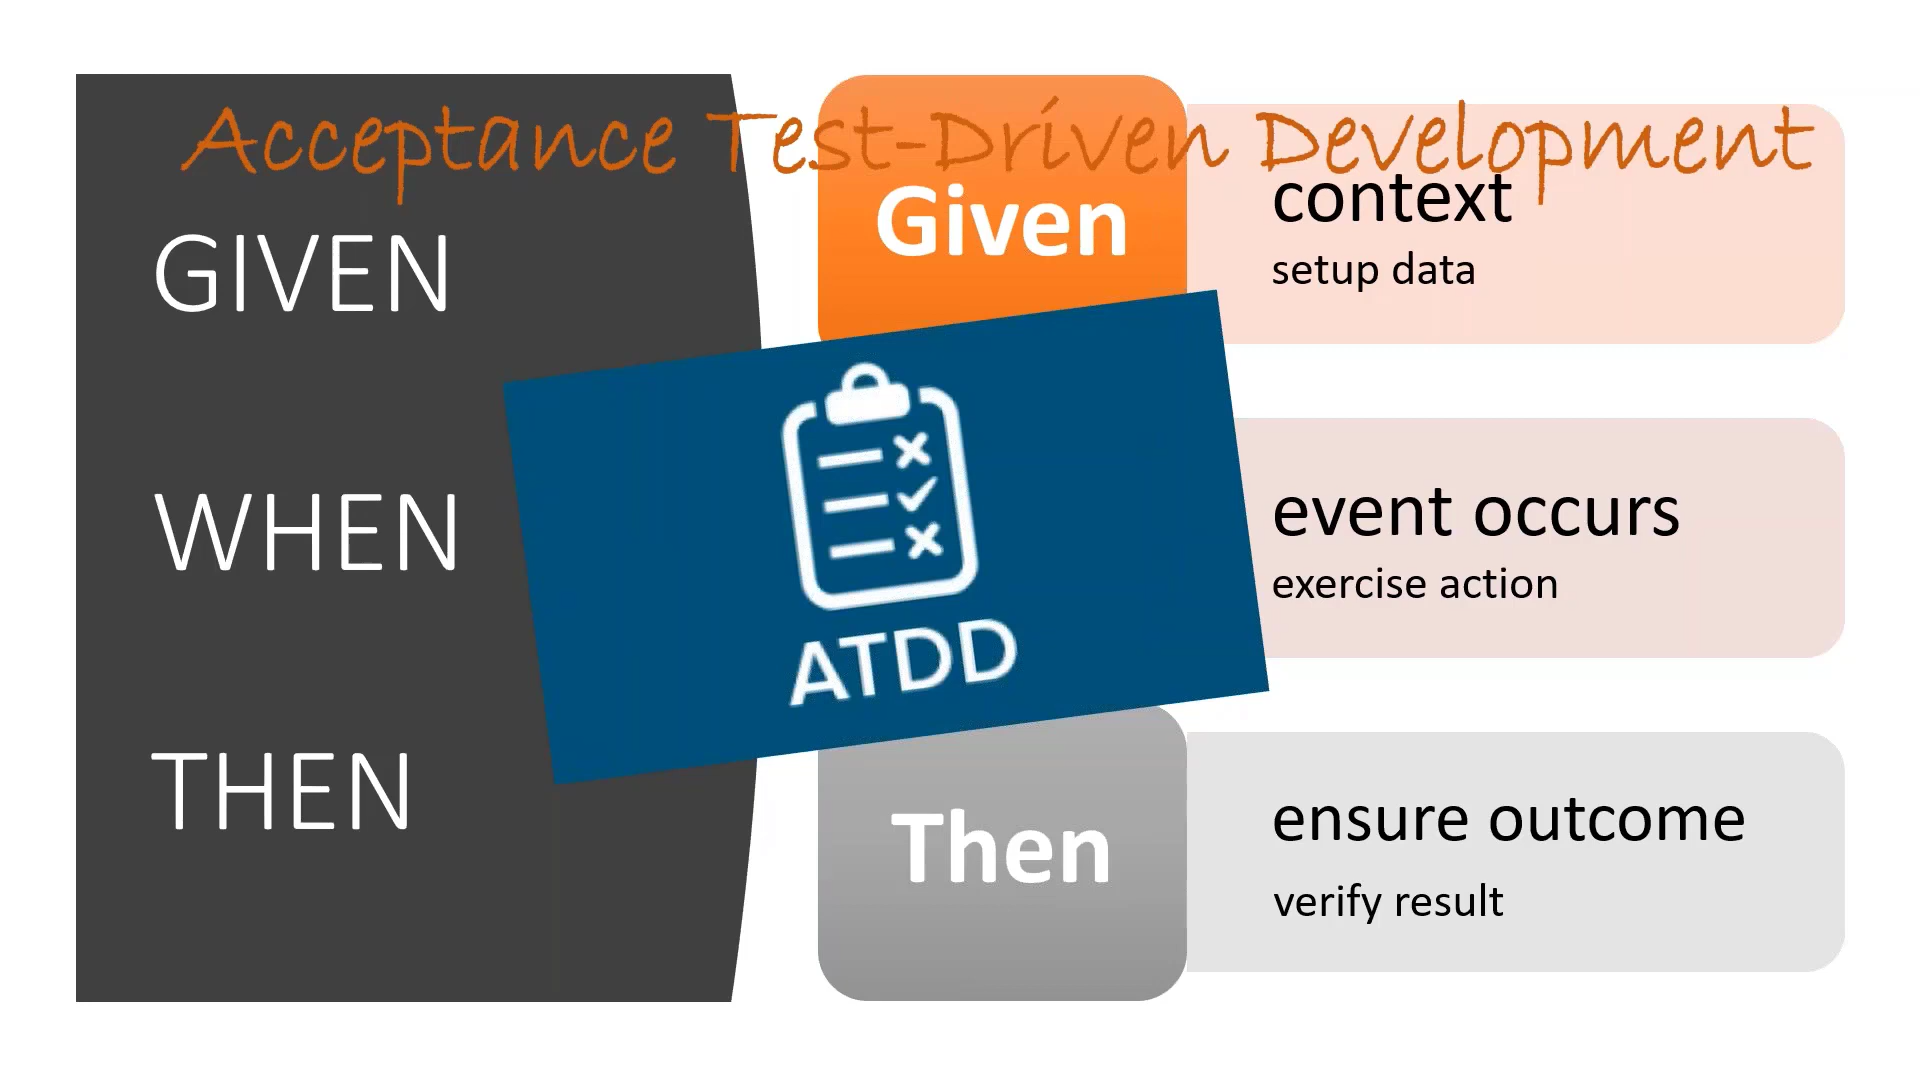 Acceptance Test-Driven Development
GIVEN
WHEN
THEN
Given
context
setup data
ATDD
event occurs
exercise action
Then
ensure outcome
verify result